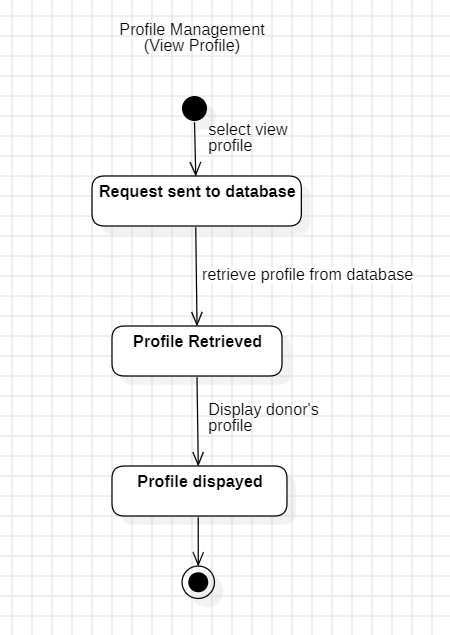 Profile Management
(View Profile)
select view
profile
Request sent to database
retrieve profile from database
Profile Retrieved
Display donor's
profile
Profile dispayed